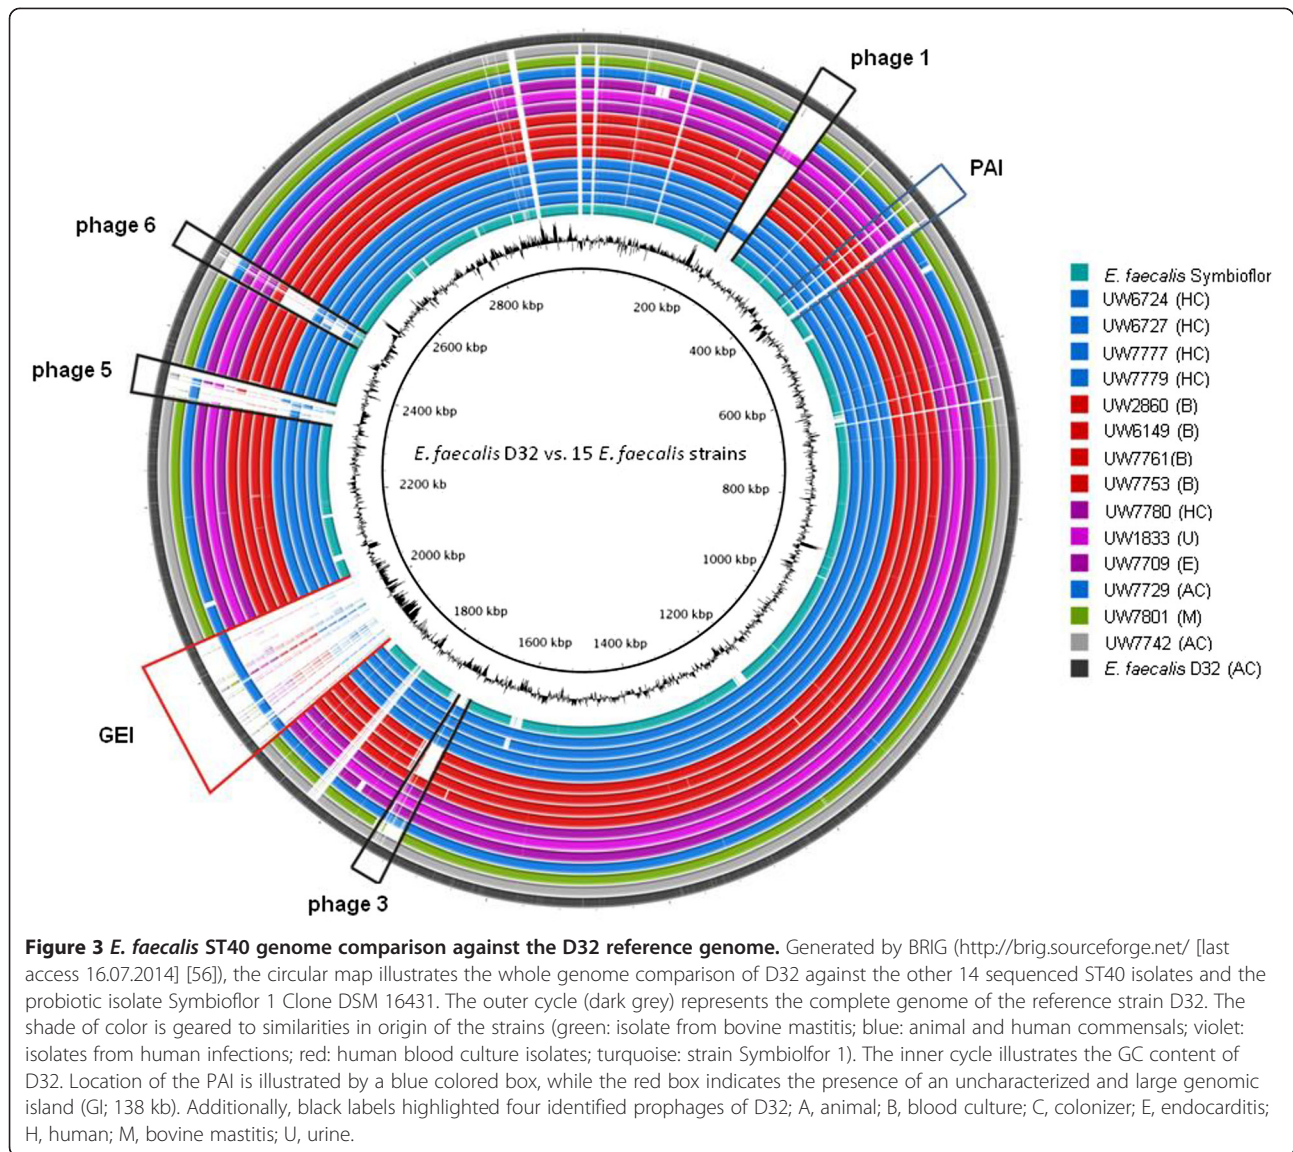 phage 1
PAI
phage 6
phage 5
GEI
phage 3
2800 kbp
200 kbp
2600 kbp
400 kbp
2400 kbp
600 kbp
E. faecalis D32 vs. 15 E. faecalis strains
2200 kb
800 kbp
2000 kbp
1000 kbp
1800 kbp
1200 kbp
1600 kbp
1400 kbp
E. faecalis Symbioflor
UW6724 (HC)
UW6727 (HC)
UW7777 (HC)
UW7779 (HC)
UW2860 (B)
UW6149 (B)
UW7761(B)
UW7753 (B)
UW7780 (HC)
UW1833 (U)
UW7709 (E)
UW7729 (AC)
UW7801 (M)
UW7742 (AC)
E. faecalis D32 (AC)
Figure 3 E. faecalis ST40 genome comparison against the D32 reference genome. Generated by BRIG (http://brig.sourceforge.net/ [last
access 16.07.2014] [56]), the circular map illustrates the whole genome comparison of D32 against the other 14 sequenced ST40 isolates and the
probiotic isolate Symbioflor 1 Clone DSM 16431. The outer cycle (dark grey) represents the complete genome of the reference strain D32. The
shade of color is geared to similarities in origin of the strains (green: isolate from bovine mastitis; blue: animal and human commensals; violet:
isolates from human infections; red: human blood culture isolates; turquoise: strain Symbiolfor 1). The inner cycle illustrates the GC content of
D32. Location of the PAI is illustrated by a blue colored box, while the red box indicates the presence of an uncharacterized and large genomic
island (GI; 138 kb). Additionally, black labels highlighted four identified prophages of D32; A, animal; B, blood culture; C, colonizer; E, endocarditis;
H, human; M, bovine mastitis; U, urine.